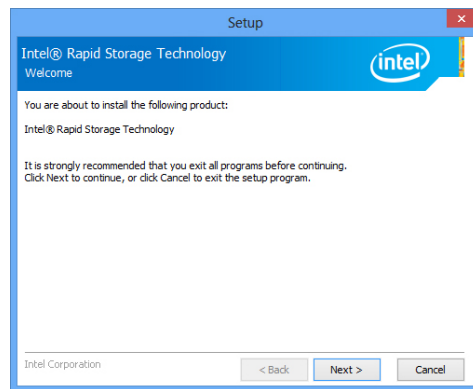 Setup
Intel® Rapid Storage Technology
Welcome
intel
You are about to install the following product:
Intel® Rapid Storage Technology
It is strongly recommended that you exit all programs before continuing.
Click Next to continue, or click Cancel to exit the setup program.
Intel Corporation
< Back Next > Cancel